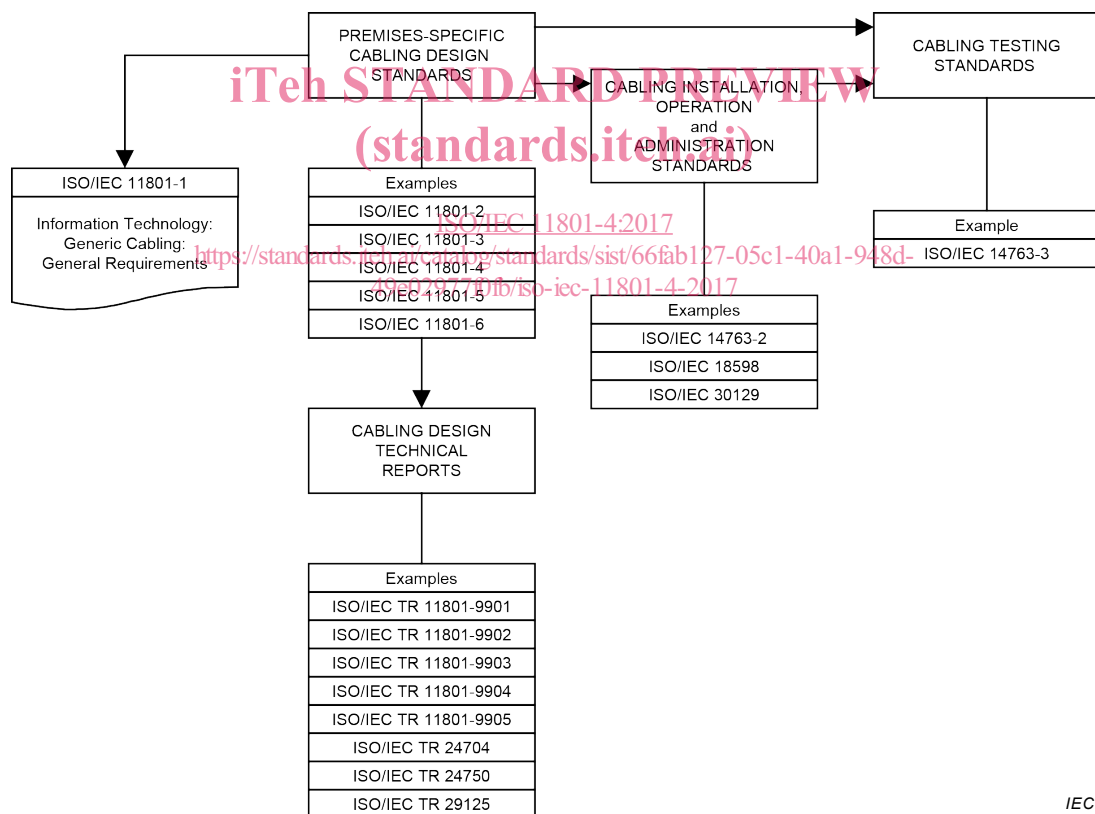 PREMISES-SPECIFIC
CABLING DESIGN
STANDARDS
CABLING TESTING
STANDARDS
CABLING INSTALLATION,
OPERATION
and
ADMINISTRATION
STANDARDS
iTeh STANDARD PREVIEW
(standards.iteh.ai)
ISO/IEC 11801-4:2017
https://standards.iteh.ai/catalog/standards/sist/66fab127-05c1-40a1-948d-
49e02977f0fb/iso-iec-11801-4-2017
ISO/IEC 11801-1
Information Technology:
Generic Cabling:
General Requirements
Examples
ISO/IEC 11801-2
ISO/IEC 11801-3
ISO/IEC 11801-4
ISO/IEC 11801-5
ISO/IEC 11801-6
Example
ISO/IEC 14763-3
Examples
ISO/IEC 14763-2
ISO/IEC 18598
ISO/IEC 30129
CABLING DESIGN
TECHNICAL
REPORTS
Examples
ISO/IEC TR 11801-9901
ISO/IEC TR 11801-9902
ISO/IEC TR 11801-9903
ISO/IEC TR 11801-9904
ISO/IEC TR 11801-9905
ISO/IEC TR 24704
ISO/IEC TR 24750
ISO/IEC TR 29125
IEC